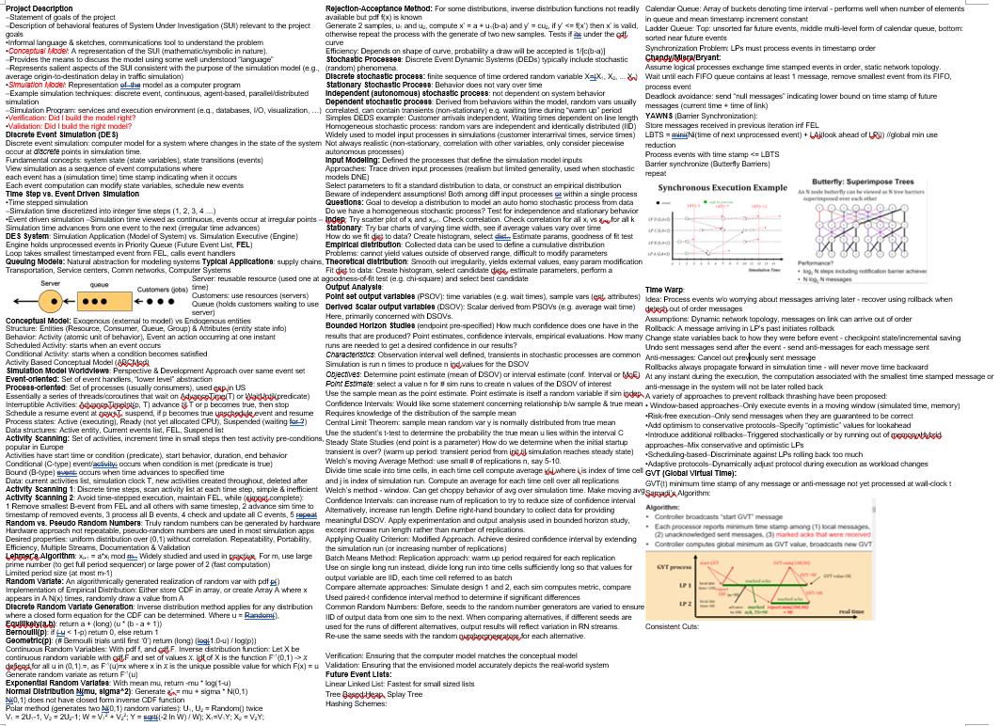 Project Description
–Statement of goals of the project
–Description of behavioral features of System Under Investigation (SUI) relevant to the project
goals
•Informal language & sketches, communications tool to understand the problem
•Conceptual Model: A representation of the SUI (mathematic/symbolic in nature).
–Provides the means to discuss the model using some well understood "language"
–Represents salient aspects of the SUI consistent with the purpose of the simulation model (e.g.,
average origin-to-destination delay in traffic simulation)
•Simulation Model: Representation of the model as a computer program
–Example simulation techniques: discrete event, continuous, agent-based, parallel/distributed
simulation
–Simulation program: services and execution environment (e.g., databases, I/O, visualization, …)
•Verification: Did I build the model right?
•Validation: Did I build the right model?
Discrete Event Simulation (DES)
Discrete event simulation: computer model for a system where changes in the state of the system
occur at discrete points in simulation time.
Fundamental concepts: system state (state variables), state transitions (events)
View simulation as a sequence of event computations where
each event has a (simulation) time stamp indicating when it occurs
Each event computation can modify state variables, schedule new events
Time Step vs. Event Driven Simulation
•Time stepped simulation
–Simulation time discretized into integer time steps (1, 2, 3, 4 …)
•Event driven simulation –Simulation time viewed as continuous, events occur at irregular points –
Simulation time advances from one event to the next (irregular time advances)
DES System: Simulation Application (Model of System) vs. Simulation Executive (Engine)
Engine holds unprocessed events in Priority Queue (Future Event List, FEL)
Loop takes smallest timestamped event from FEL, calls event handlers
Queuing Models: Natural abstraction for modeling systems Typical Applications: supply chains,
Transportation, Service centers, Comm networks, Computer Systems
Server queue Customers (jobs)
Server: reusable resource (used one at a
time)
Customers: use resources (servers)
Queue (holds customers waiting to use
server)
Conceptual Model: Exogenous (external to model) vs Endogenous entities
Structure: Entities (Resource, Consumer, Queue, Group) & Attributes (entity state info)
Behavior: Activity (atomic unit of behavior), Event an action occurring at one instant
Scheduled Activity: starts when an event occurs
Conditional Activity: starts when a condition becomes satisfied
Activity Based Conceptual Model (ABCMod)
Simulation Model Worldviews: Perspective & Development Approach over same event set
Event-oriented: Set of event handlers, "lower level" abstraction
Process-oriented: Set of processes (usually consumers), used exp in US
Essentially a series of threads/coroutines that wait on AdvanceTime(T) or WaitUntil(predicate)
Interruptible Activities: AdvanceTimeInt(p, T) advance til T or p becomes true, then stop
Schedule a resume event at now+T, suspend, if p becomes true unschedule event and resume
Process states: Active (executing), Ready (not yet allocated CPU), Suspended (waiting for ?)
Data structures: Active entity, Current events list, FEL, Suspend list
Activity Scanning: Set of activities, increment time in small steps then test activity pre-conditions,
popular in Europe
Activities have start time or condition (predicate), start behavior, duration, end behavior
Conditional (C-type) event/activity: occurs when condition is met (predicate is true)
Bound (B-type) event: occurs when time advances to specified time
Data: current activities list, simulation clock T, new activities created throughout, deleted after
Activity Scanning 1: Discrete time steps, scan activity list at each time step, simple & inefficient
Activity Scanning 2: Avoid time-stepped execution, maintain FEL, while (queue complete):
1 Remove smallest B-event from FEL and all others with same timestep, 2 advance sim time to
timestamp of removed events, 3 process all B events, 4 check and update all C events, 5 repeat
Random vs. Pseudo Random Numbers: Truly random numbers can be generated by hardware
Hardware approach not repeatable, pseudo-random numbers are used in most simulation apps
Desired properties: uniform distribution over (0,1) without correlation. Repeatability, Portability,
Efficiency, Multiple Streams, Documentation & Validation
Lehmer's Algorithm: xᵢ₊₁ = a*xᵢ mod m. Widely studied and used in practice. For m, use large
prime number (to get full period sequencer) or large power of 2 (fast computation)
Limited period size (at most m-1)
Random Variate: An algorithmically generated realization of random var with pdf p()
Implementation of Empirical Distribution: Either store CDF in array, or create Array A where x
appears in A N(x) times, randomly draw a value from A
Discrete Random Variate Generation: Inverse distribution method applies for any distribution
where a closed form equation for the CDF can be determined. Where u = Random(),
Equilikely(a,b): return a + (long) (u * (b - a + 1))
Bernoulli(p): if (u < 1-p) return 0, else return 1
Geometric(p): (# Bernoulli trials until first '0') return (long) (log(1.0-u) / log(p))
Continuous Random Variables: With pdf f, and cdf F. Inverse distribution function: Let X be
continuous random variable with cdf F and set of values X. Idf of X is the function F⁻¹(0,1) -> X
defined for all u in (0,1).=, as F⁻¹(u)=x where x in X is the unique possible value for which F(x) = u
Generate random variate as return F⁻¹(u)
Exponential Random Variates: With mean mu, return -mu * log(1-u)
Normal Distribution N(mu, sigma^2): Generate x = mu + sigma * N(0,1)
N(0,1) does not have closed form inverse CDF function
Polar method (generates two N(0,1) random variates): U₁, U₂ = Random() twice
V₁ = 2U₁-1, V₂ = 2U₂-1; W = V₁² + V₂²; Y = sqrt((-2 ln W) / W); X₁=V₁Y; X₂=V₂Y;
Rejection-Acceptance Method: For some distributions, inverse distribution functions not readily
available but pdf f(x) is known
Generate 2 samples, u₁ and u₂, compute x' = a + u₁(b-a) and y' = cu₂, if y' <= f(x') then x' is valid,
otherwise repeat the process with the generate of two new samples. Tests if its under the cdf
curve
Efficiency: Depends on shape of curve, probability a draw will be accepted is 1/[c(b-a)]
Stochastic Processes: Discrete Event Dynamic Systems (DEDs) typically include stochastic
(random) phenomena.
Discrete stochastic process: finite sequence of time ordered random variable X=(X₁, X₂, … Xₙ)
Stationary Stochastic Process: Behavior does not vary over time
Independent (autonomous) stochastic process: not dependent on system behavior
Dependent stochastic process: Derived from behaviors within the model, random vars usually
correlated, can contain transients (non-stationary) e.g. waiting time during "warm up" period
Simples DEDS example: Customer arrivals independent, Waiting times dependent on line length
Homogenous stochastic process: random vars are independent and identically distributed (IID)
Widely used to model input processes in simulations (customer interarrival times, service times)
Not always realistic (non-stationary, correlation with other variables, only consider piecewise
autonomous processes)
Input Modeling: Defined the processes that define the simulation model inputs
Approaches: Trace driven input processes (realism but limited generality, used when stochastic
models DNE)
Select parameters to fit a standard distribution to data, or construct an empirical distribution
Beware of independent assumptions! Both among diff input processes or within a single process
Questions: Goal to develop a distribution to model an auto homo stochastic process from data
Do we have a homogenous stochastic process? Test for independence and stationary behavior
Indep: Try scatter plot of xᵢ and xᵢ₊₁. Check correlation. Check correlation for all xᵢ vs xᵢ₊ₖ for all k
Stationary: Try bar charts of varying time width, see if average values vary over time
How do we fit dist to data? Create histogram, select dist., Estimate params, goodness of fit test
Empirical distribution: Collected data can be used to define a cumulative distribution
Problems: cannot yield values outside of observed range, difficult to modify parameters
Theoretical distribution: Smooth out irregularity, yields external values, easy param modification
Fit dist to data: Create histogram, select candidate dists, estimate parameters, perform a
goodness-of-fit test (e.g. chi-square) and select best candidate
Output Analysis:
Point set output variables (PSOV): time variables (e.g. wait times), sample vars (e.g. attributes)
Derived Scalar output variables (DSOV): Scalar derived from PSOVs (e.g. average wait time)
Here, primarily concerned with DSOVs.
Bounded Horizon Studies (endpoint pre-specified) How much confidence does one have in the
results that are produced? Point estimates, confidence intervals, empirical evaluations. How many
runs are needed to get a desired confidence in our results?
Characteristics: Observation interval well defined, transients in stochastic processes are common
Simulation is run n times to produce n ind values for the DSOV
Objectives: Determine point estimate (mean of DSOV) or interval estimate (conf. Interval or MoE)
Point Estimate: select a value n for # sim runs to create n values of the DSOV of interest
Use the sample mean as the point estimate. Point estimate is itself a random variable if sim indep
Confidence Intervals: Would like some statement concerning relationship b/w sample & true mean
Requires knowledge of the distribution of the sample mean
Central Limit Theorem: sample mean random var y is normally distributed from true mean
Use the student's t-test to determine the probability the true mean u lies within the interval C
Steady State Studies (end point is a parameter) How do we determine when the initial startup
transient is over? (warm up period: transient period from init til simulation reaches steady state)
Welch's moving Average Method: use small # of replications n, say 5-10.
Divide time scale into time cells, in each time cell compute average yij, where i is index of time cell
and j is index of simulation run. Compute an average for each time cell over all replications
Welch's method - window. Can get choppy behavior of avg over simulation time. Make moving avg
Confidence Intervals: can increase num of replication to try to reduce size of confidence interval
Alternatively, increase run length. Define right-hand boundary to collect data for providing
meaningful DSOV. Apply experimentation and output analysis used in bounded horizon study,
except increase run length rather than number of replications.
Applying Quality Criterion: Modified Approach. Achieve desired confidence interval by extending
the simulation run (or increasing number of replications)
Batch Means Method: Replication approach: warm up period required for each replication
Use on single long run instead, divide long run into time cells sufficiently long so that values for
output variable are IID, each time cell referred to as batch
Compare alternate approaches: Simulate design 1 and 2, each sim computes metric, compare
Used paired-t confidence interval method to determine if significant differences
Common Random Numbers: Before, seeds to the random number generators are varied to ensure
IID of output data from one sim to the next. When comparing alternatives, if different seeds are
used for the runs of different alternatives, output results will reflect variation in RN streams.
Re-use the same seeds with the random numbergenerators for each alternative.
Verification: Ensuring that the computer model matches the conceptual model
Validation: Ensuring that the envisioned model accurately depicts the real-world system
Future Event Lists:
Linear Linked List: Fastest for small sized lists
Tree Based: Heap, Splay Tree
Hashing Schemes:
Calendar Queue: Array of buckets denoting time interval - performs well when number of elements
in queue and mean timestamp increment constant
Ladder Queue: Top: unsorted far future events, middle multi-level form of calendar queue, bottom:
sorted near future events
Synchronization Problem: LPs must process events in timestamp order
Chandy/Misra/Bryant:
Assume logical processes exchange time stamped events in order, static network topology.
Wait until each FIFO queue contains at least 1 message, remove smallest event from its FIFO,
process event
Deadlock avoidance: send "null messages" indicating lower bound on time stamp of future
messages (current time + time of link)
YAWNS (Barrier Synchronization):
Store messages received in previous iteration inf FEL
LBTS = mini(Ni(time of next unprocessed event) + LAi(look ahead of LPi)) //global min use
reduction
Process events with time stamp <= LBTS
Barrier synchronize (Butterfly Barriers)
repeat
Synchronous Execution Example
Butterfly: Superimpose Trees
An N node butterfly can be viewed as N trees
superimposed over each other
Performance?
• log₂ N steps including notification barrier achieved
• N log₂ N messages
Time Warp:
Idea: Process events w/o worrying about messages arriving later - recover using rollback when
detech out of order messages
Assumptions: Dynamic network topology, messages on link can arrive out of order
Rollback: A message arriving in LP's past initiates rollback
Change state variables back to how they were before event - checkpoint state/incremental saving
Undo sent messages send after the event - send anti-messages for each message sent
Anti-messages: Cancel out previously sent message
Rollbacks always propagate forward in simulation time - will never move time backward
At any instant during the execution, the computation associated with the smallest timestamped message or
anti-message in the system will not be later rolled back
A variety of approaches to prevent rollback thrashing have been proposed:
• Window-based approaches–Only execute events in a moving window (simulated time, memory)
•Risk-free execution–Only send messages when they are guaranteed to be correct
•Add optimism to conservative protocols–Specify "optimistic" values for lookahead
•Introduce additional rollbacks–Triggered stochastically or by running out of memoryHybrid
approaches–Mix conservative and optimistic LPs
•Scheduling-based–Discriminate against LPs rolling back too much
•Adaptive protocols–Dynamically adjust protocol during execution as workload changes
GVT (Global Virtual Time):
GVT(t) minimum time stamp of any message or anti-message not yet processed at wall-clock t
Samadi's Algorithm:
Algorithm:
• Controller broadcasts "start GVT" message
• Each processor reports minimum time stamp among (1) local messages,
(2) unacknowledged sent messages, (3) marked acks that were received
• Controller computes global minimum as GVT value, broadcasts new GVT
GVT process
LP 1
LP 2
Consistent Cuts: